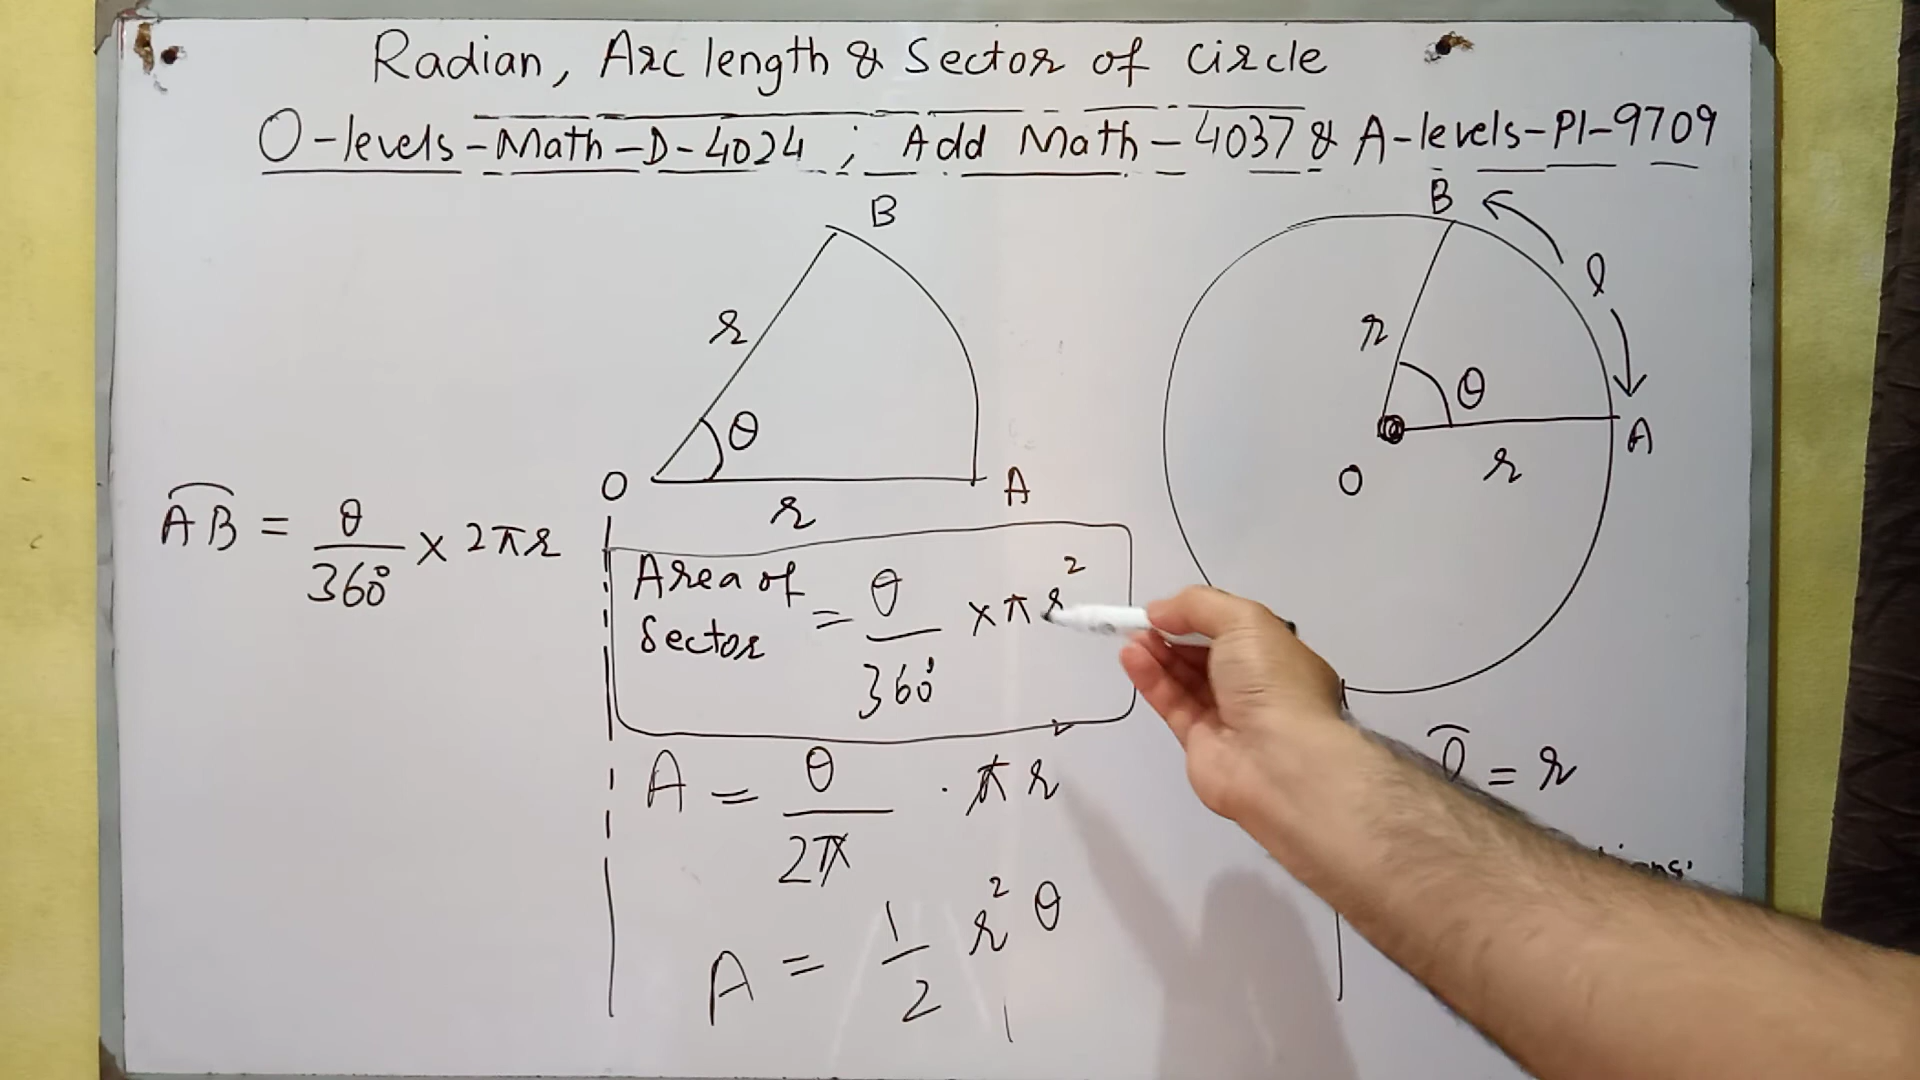 Radian, Arc length & Sector of circle
O-levels-Math-D-4024 ; Add Math-4037 & A-levels-P1-9709
B
r
θ
O
r
A
B
l
r
θ
r
A
O
AB = θ/360° × 2πr
Area of Sector = θ/360° × πr²
A = θ/2π . πr²
A = 1/2 r² θ
= r